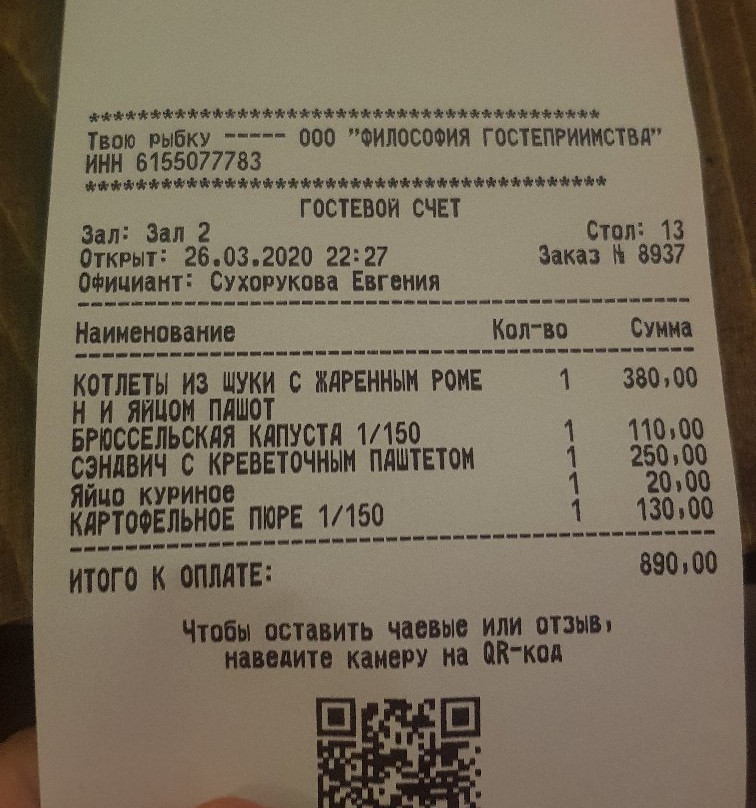 ******************************************
Твою рыбку ----- ООО "ФИЛОСОФИЯ ГОСТЕПРИИМСТВА"
ИНН 6155077783
******************************************
ГОСТЕВОЙ СЧЕТ
Зал: Зал 2 Стол: 13
Открыт: 26.03.2020 22:27 Заказ № 8937
Официант: Сухорукова Евгения
Наименование Кол-во Сумма
КОТЛЕТЫ ИЗ ЩУКИ С ЖАРЕННЫМ РОМЕ 1 380,00
Н И ЯЙЦОМ ПАШОТ
БРЮССЕЛЬСКАЯ КАПУСТА 1/150 1 110,00
СЭНДВИЧ С КРЕВЕТОЧНЫМ ПАШТЕТОМ 1 250,00
Яйцо куриное 1 20,00
КАРТОФЕЛЬНОЕ ПЮРЕ 1/150 1 130,00
ИТОГО К ОПЛАТЕ: 890,00
Чтобы оставить чаевые или отзыв,
наведите камеру на QR-код